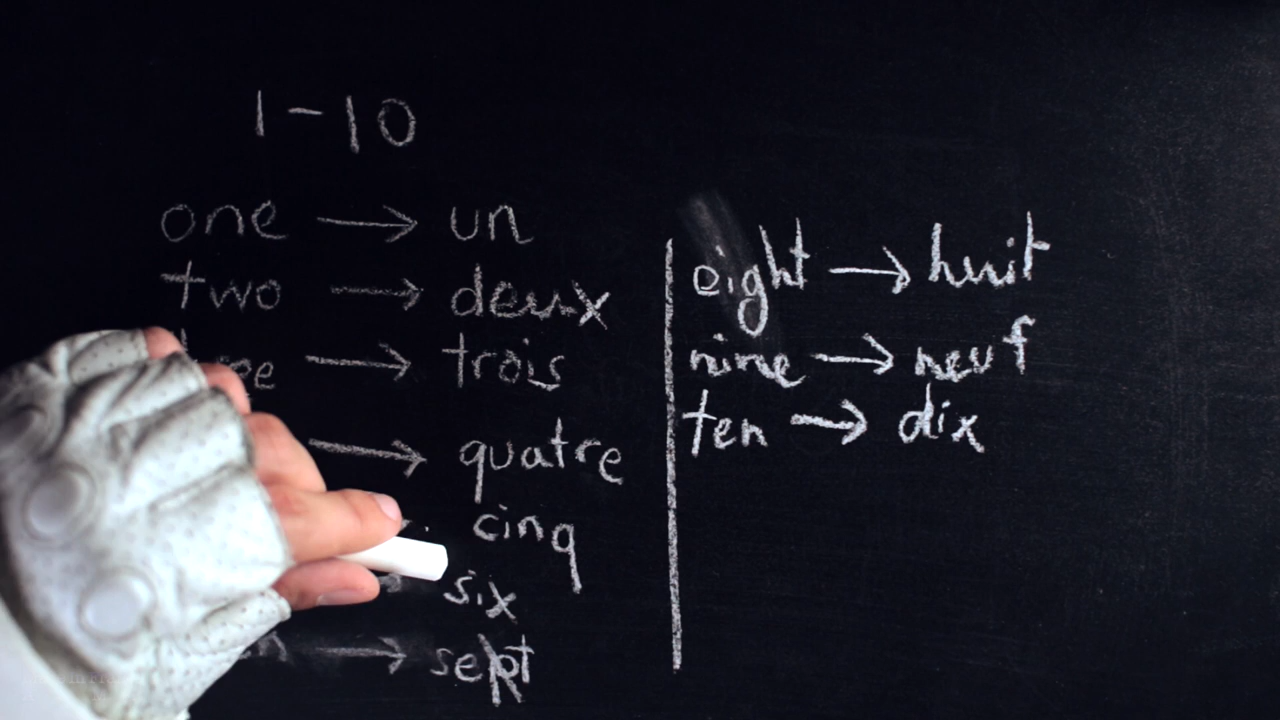 1-10
one → un
two → deux
→ trois
→ quatre
cinq
six
→ sept
eight → huit
nine → neuf
ten → dix